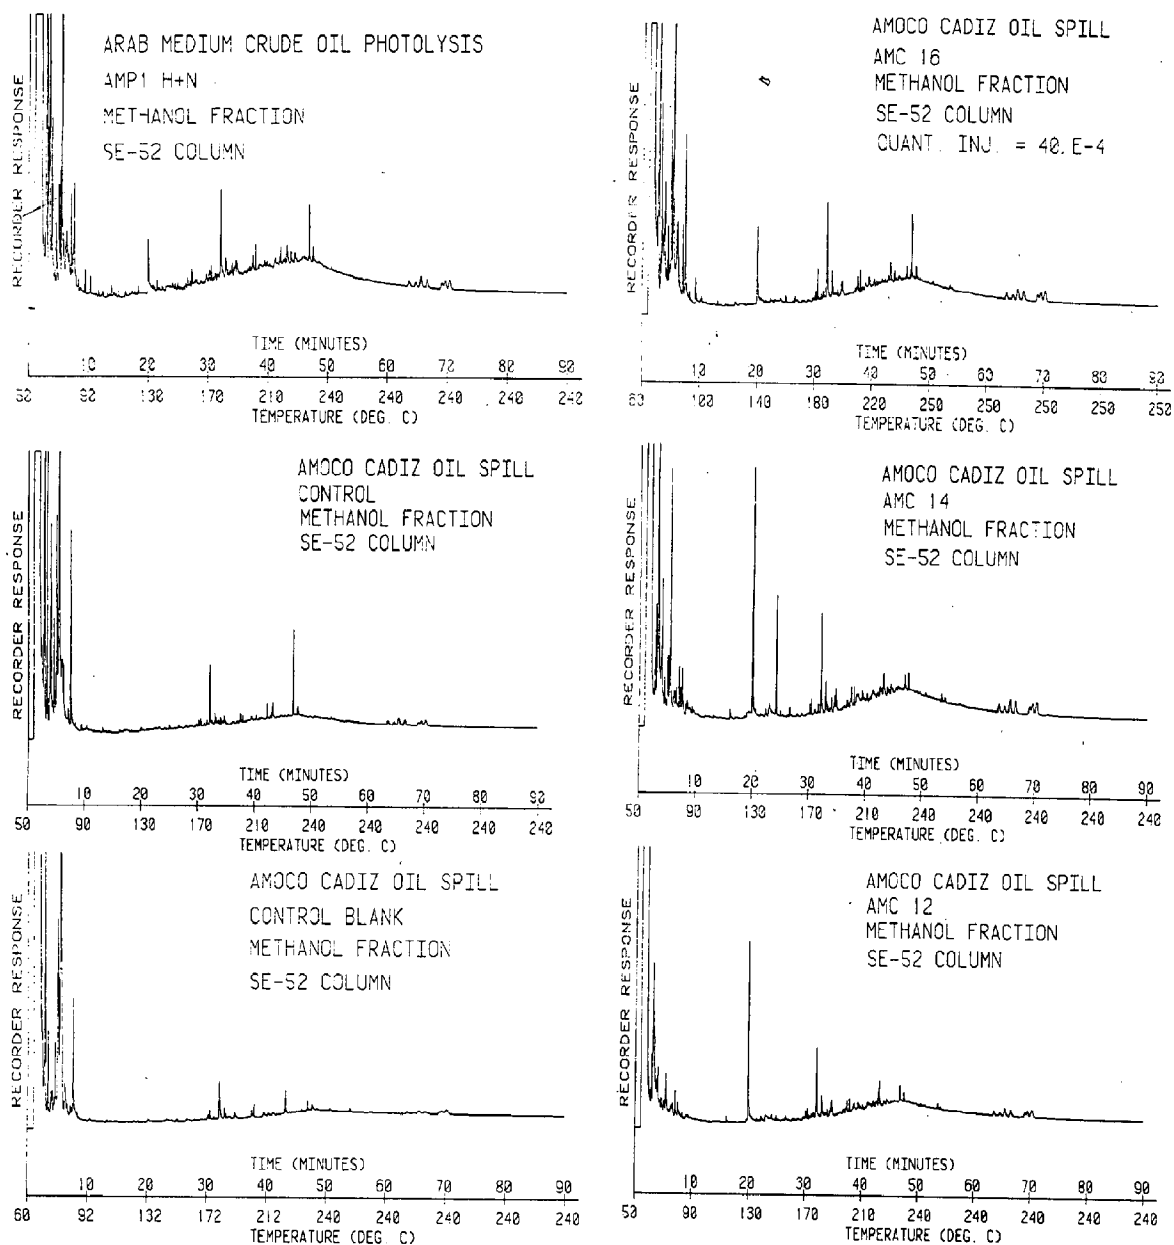 RECORDER RESPONSE
ARAB MEDIUM CRUDE OIL PHOTOLYSIS
AMP1 H+N
METHANOL FRACTION
SE-52 COLUMN
TIME (MINUTES)
10 20 30 40 50 60 70 80 90
50 90 130 170 210 240 240 240 240 240
TEMPERATURE (DEG. C)
RECORDER RESPONSE
AMOCO CADIZ OIL SPILL
AMC 16
METHANOL FRACTION
SE-52 COLUMN
QUANT. INJ. = 40.E-4
TIME (MINUTES)
10 20 30 40 50 60 70 80 90
60 100 140 180 220 250 250 250 250 250
TEMPERATURE (DEG. C)
RECORDER RESPONSE
AMOCO CADIZ OIL SPILL
CONTROL
METHANOL FRACTION
SE-52 COLUMN
TIME (MINUTES)
10 20 30 40 50 60 70 80 90
50 90 130 170 210 240 240 240 240 240
TEMPERATURE (DEG. C)
RECORDER RESPONSE
AMOCO CADIZ OIL SPILL
AMC 14
METHANOL FRACTION
SE-52 COLUMN
TIME (MINUTES)
10 20 30 40 50 60 70 80 90
50 90 130 170 210 240 240 240 240 240
TEMPERATURE (DEG. C)
RECORDER RESPONSE
AMOCO CADIZ OIL SPILL
CONTROL BLANK
METHANOL FRACTION
SE-52 COLUMN
TIME (MINUTES)
10 20 30 40 50 60 70 80 90
60 92 132 172 212 240 240 240 240 240
TEMPERATURE (DEG. C)
RECORDER RESPONSE
AMOCO CADIZ OIL SPILL
AMC 12
METHANOL FRACTION
SE-52 COLUMN
TIME (MINUTES)
10 20 30 40 50 60 70 80 90
50 90 130 170 210 240 240 240 240 240
TEMPERATURE (DEG. C)